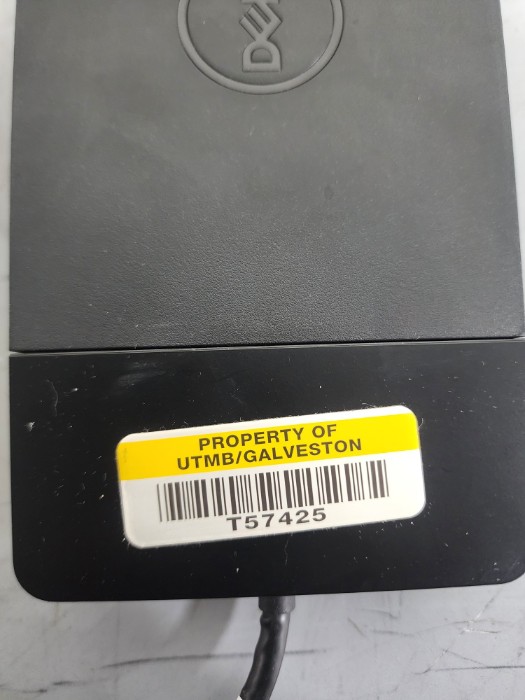 DELL
PROPERTY OF
UTMB/GALVESTON
T57425